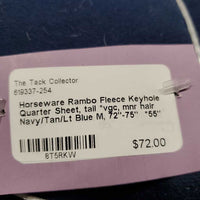 The Tack Collector
619337-254
Horseware Rambo Fleece Keyhole
Quarter Sheet, tail *vgc, mnr hair
Navy/Tan/Lt Blue M, 72"-75" *55"
$72.00
8T5RKW